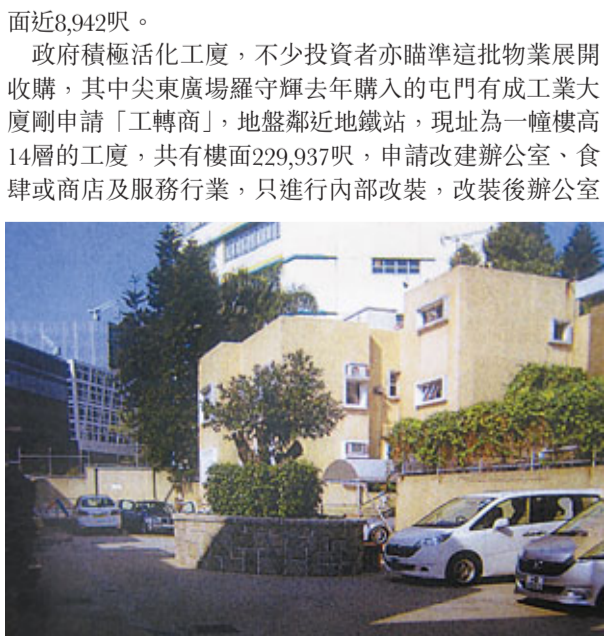 面近8,942呎。
政府積極活化工廈，不少投資者亦瞄準這批物業展開
收購，其中尖東廣場羅守輝去年購入的屯門有成工業大
廈剛申請「工轉商」，地盤鄰近地鐵站，現址為一幢樓高
14層的工廈，共有樓面229,937呎，申請改建辦公室、食
肆或商店及服務行業，只進行內部改裝，改裝後辦公室